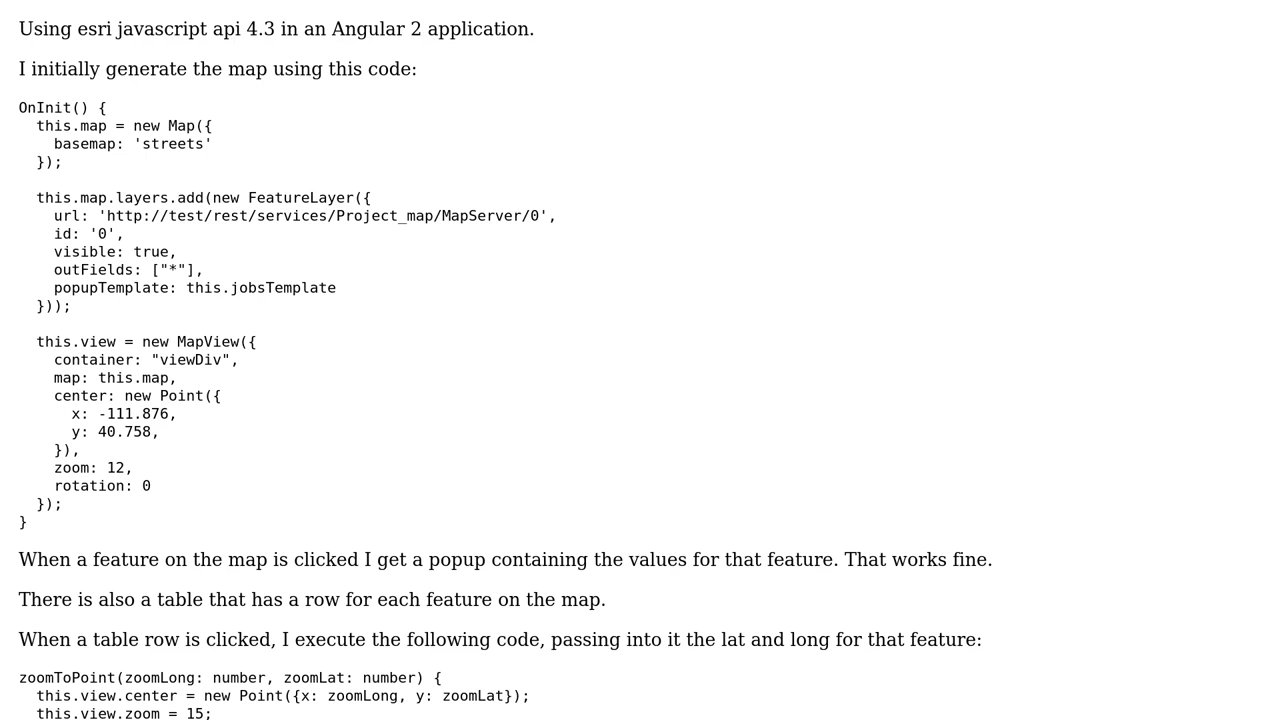 Using esri javascript api 4.3 in an Angular 2 application.
I initially generate the map using this code:
OnInit() {
  this.map = new Map({
    basemap: 'streets'
  });

  this.map.layers.add(new FeatureLayer({
    url: 'http://test/rest/services/Project_map/MapServer/0',
    id: '0',
    visible: true,
    outFields: ["*"],
    popupTemplate: this.jobsTemplate
  }));

  this.view = new MapView({
    container: "viewDiv",
    map: this.map,
    center: new Point({
      x: -111.876,
      y: 40.758,
    }),
    zoom: 12,
    rotation: 0
  });
}
When a feature on the map is clicked I get a popup containing the values for that feature. That works fine.
There is also a table that has a row for each feature on the map.
When a table row is clicked, I execute the following code, passing into it the lat and long for that feature:
zoomToPoint(zoomLong: number, zoomLat: number) {
  this.view.center = new Point({x: zoomLong, y: zoomLat});
  this.view.zoom = 15;